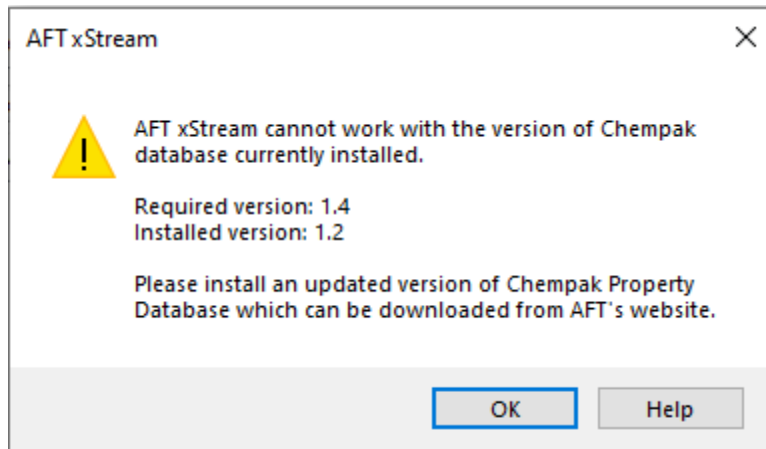 AFT xStream
AFT xStream cannot work with the version of Chempak
database currently installed.
Required version: 1.4
Installed version: 1.2
Please install an updated version of Chempak Property
Database which can be downloaded from AFT's website.
OK
Help